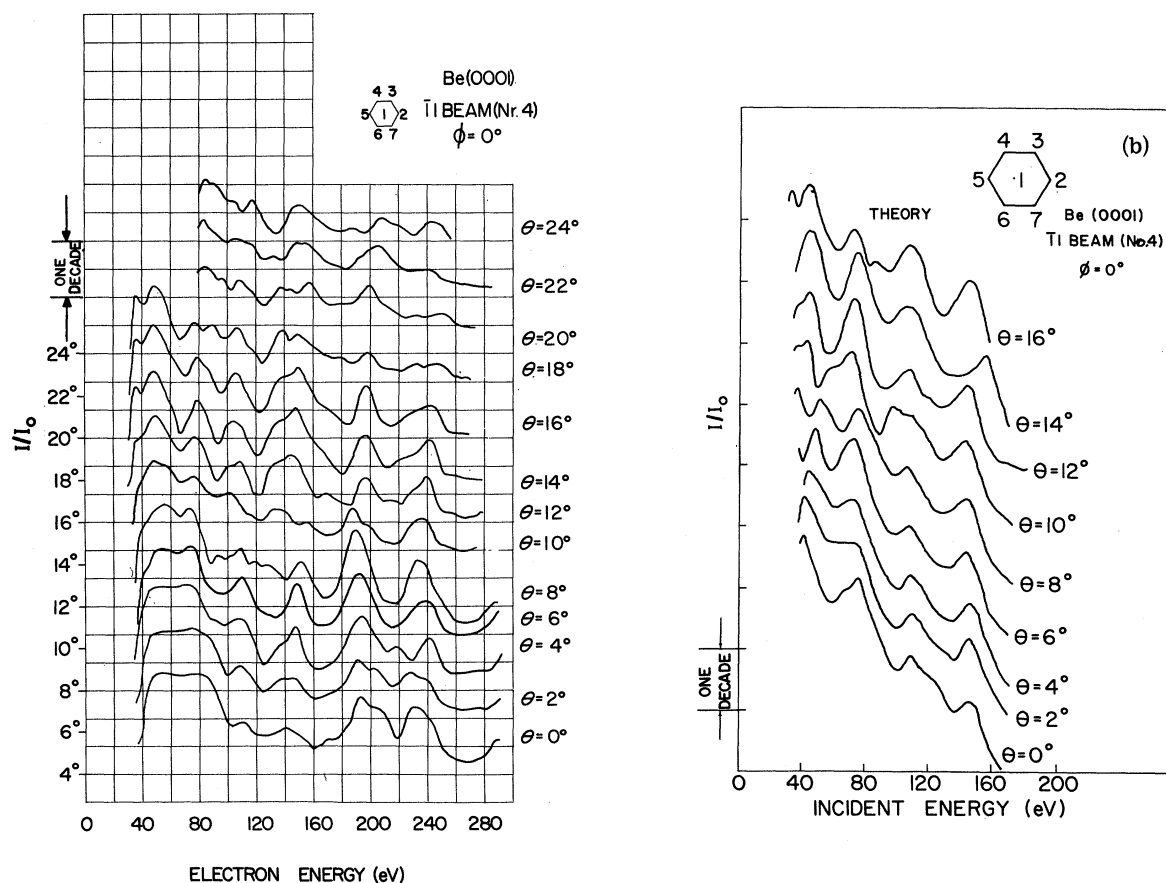 Be(0001)
4 3
5 1 2
6 7
1̄1 BEAM(Nr.4)
ϕ=0°
ONE
DECADE
I/I₀
24°
22°
20°
18°
16°
14°
12°
10°
8°
6°
4°
θ=24°
θ=22°
θ=20°
θ=18°
θ=16°
θ=14°
θ=12°
θ=10°
θ=8°
θ=6°
θ=4°
θ=2°
θ=0°
0 40 80 120 160 200 240 280
ELECTRON ENERGY (eV)
(b)
4 3
5 1 2
6 7
THEORY
Be (0001)
1̄1 BEAM (No.4)
ϕ=0°
I/I₀
ONE
DECADE
θ=16°
θ=14°
θ=12°
θ=10°
θ=8°
θ=6°
θ=4°
θ=2°
θ=0°
0 40 80 120 160 200
INCIDENT ENERGY (eV)